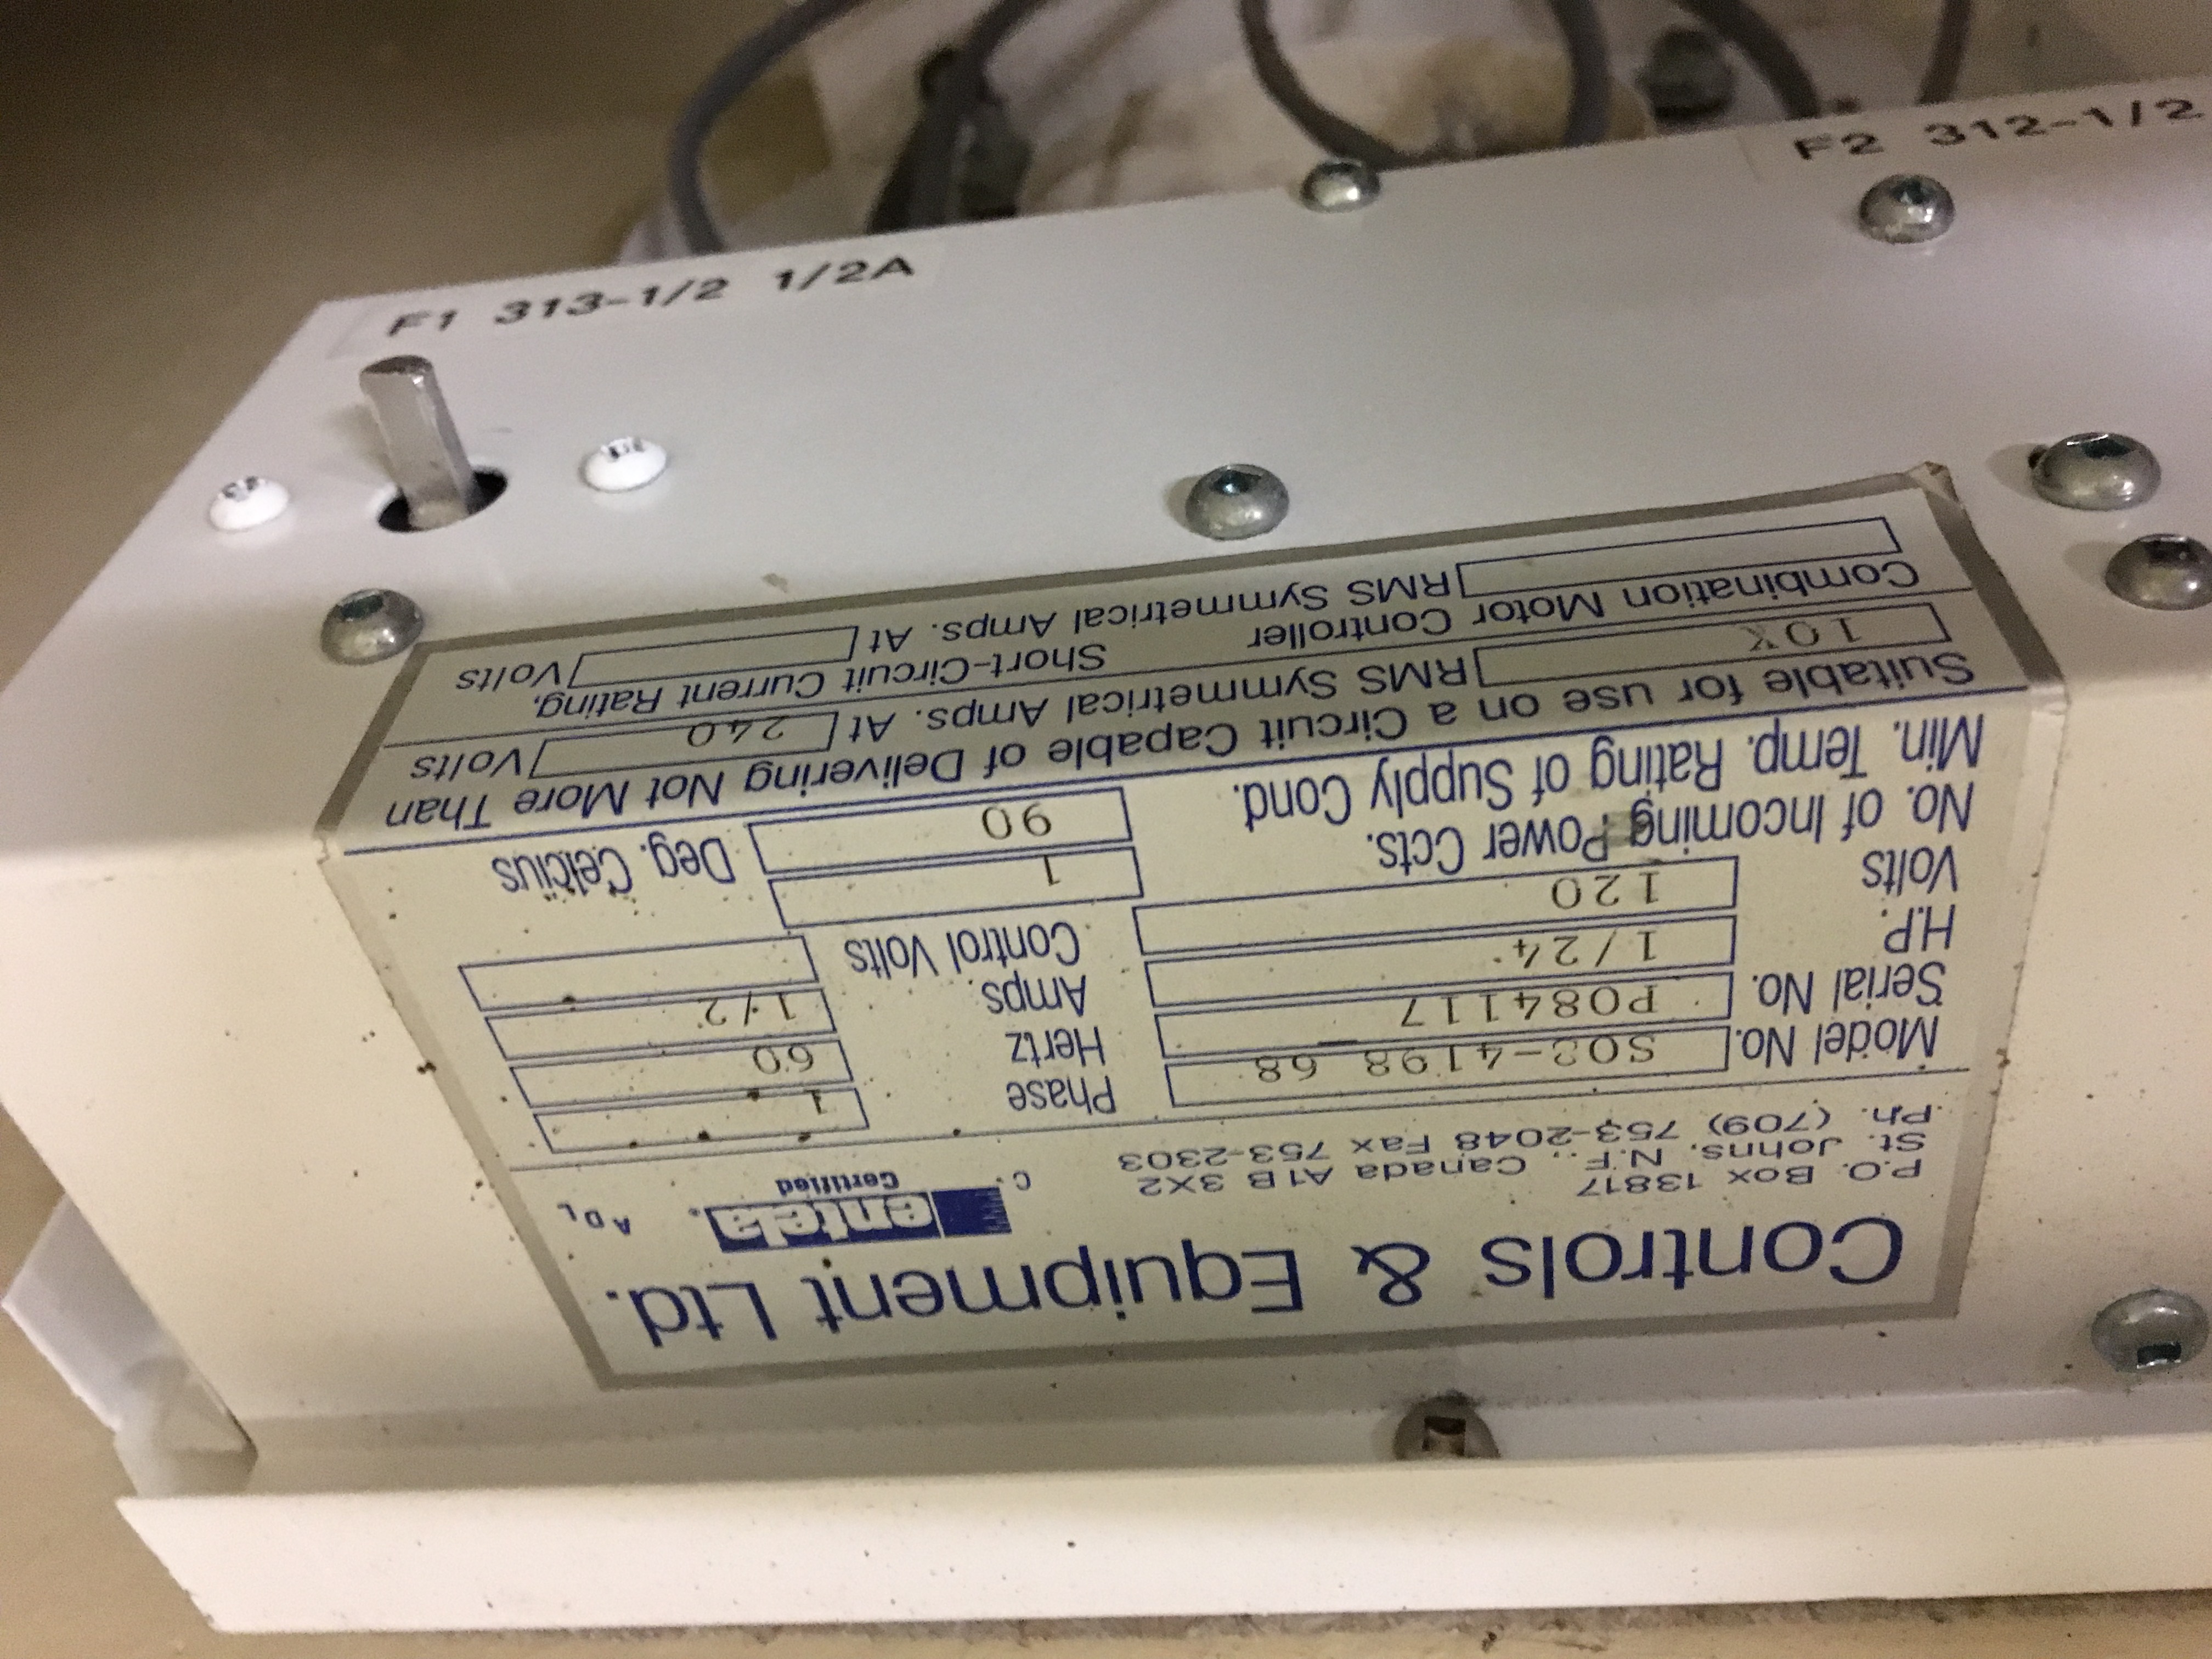 Controls & Equipment Ltd.
P.O. Box 13817
St. Johns, N.F., Canada A1B 3X2
Ph. (709) 753-2048 Fax 753-2303
C. entela. ADL
Certified
Model No. S03-4198_68
Serial No. P084117
H.P. 1/24
Volts 120
Phase 1
Hertz 60
Amps. 1/2
Control Volts
No. of Incoming Power Ccts. 1
Min. Temp. Rating of Supply Cond. 90 Deg. Celcius
Suitable for use on a Circuit Capable of Delivering Not More Than
10K RMS Symmetrical Amps. At 240 Volts
Combination Motor Controller Short-Circuit Current Rating,
RMS Symmetrical Amps. At Volts
F1 313-1/2 1/2A
F2 312-1/2